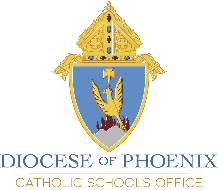 DIOCESE OF PHOENIX
CATHOLIC SCHOOLS OFFICE